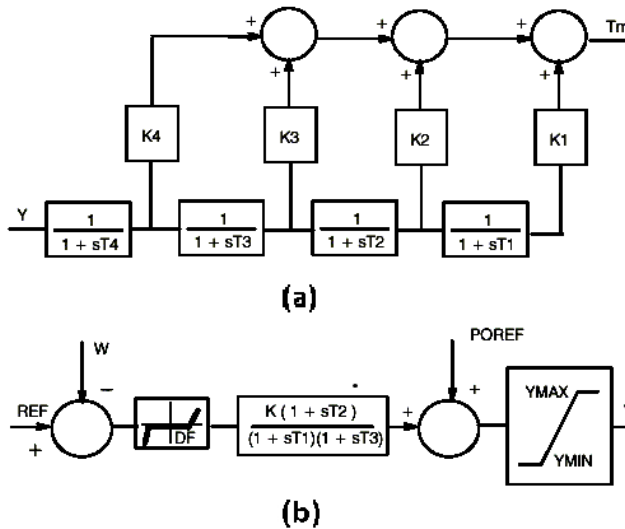 + + + Tm
+ + +
K4 K3 K2 K1
Y 1 1 1 1
1 + sT4 1 + sT3 1 + sT2 1 + sT1
(a)
W POREF
REF − + YMAX
+ DF K ( 1 + sT2 ) +
(1 + sT1)(1 + sT3) YMIN
(b)